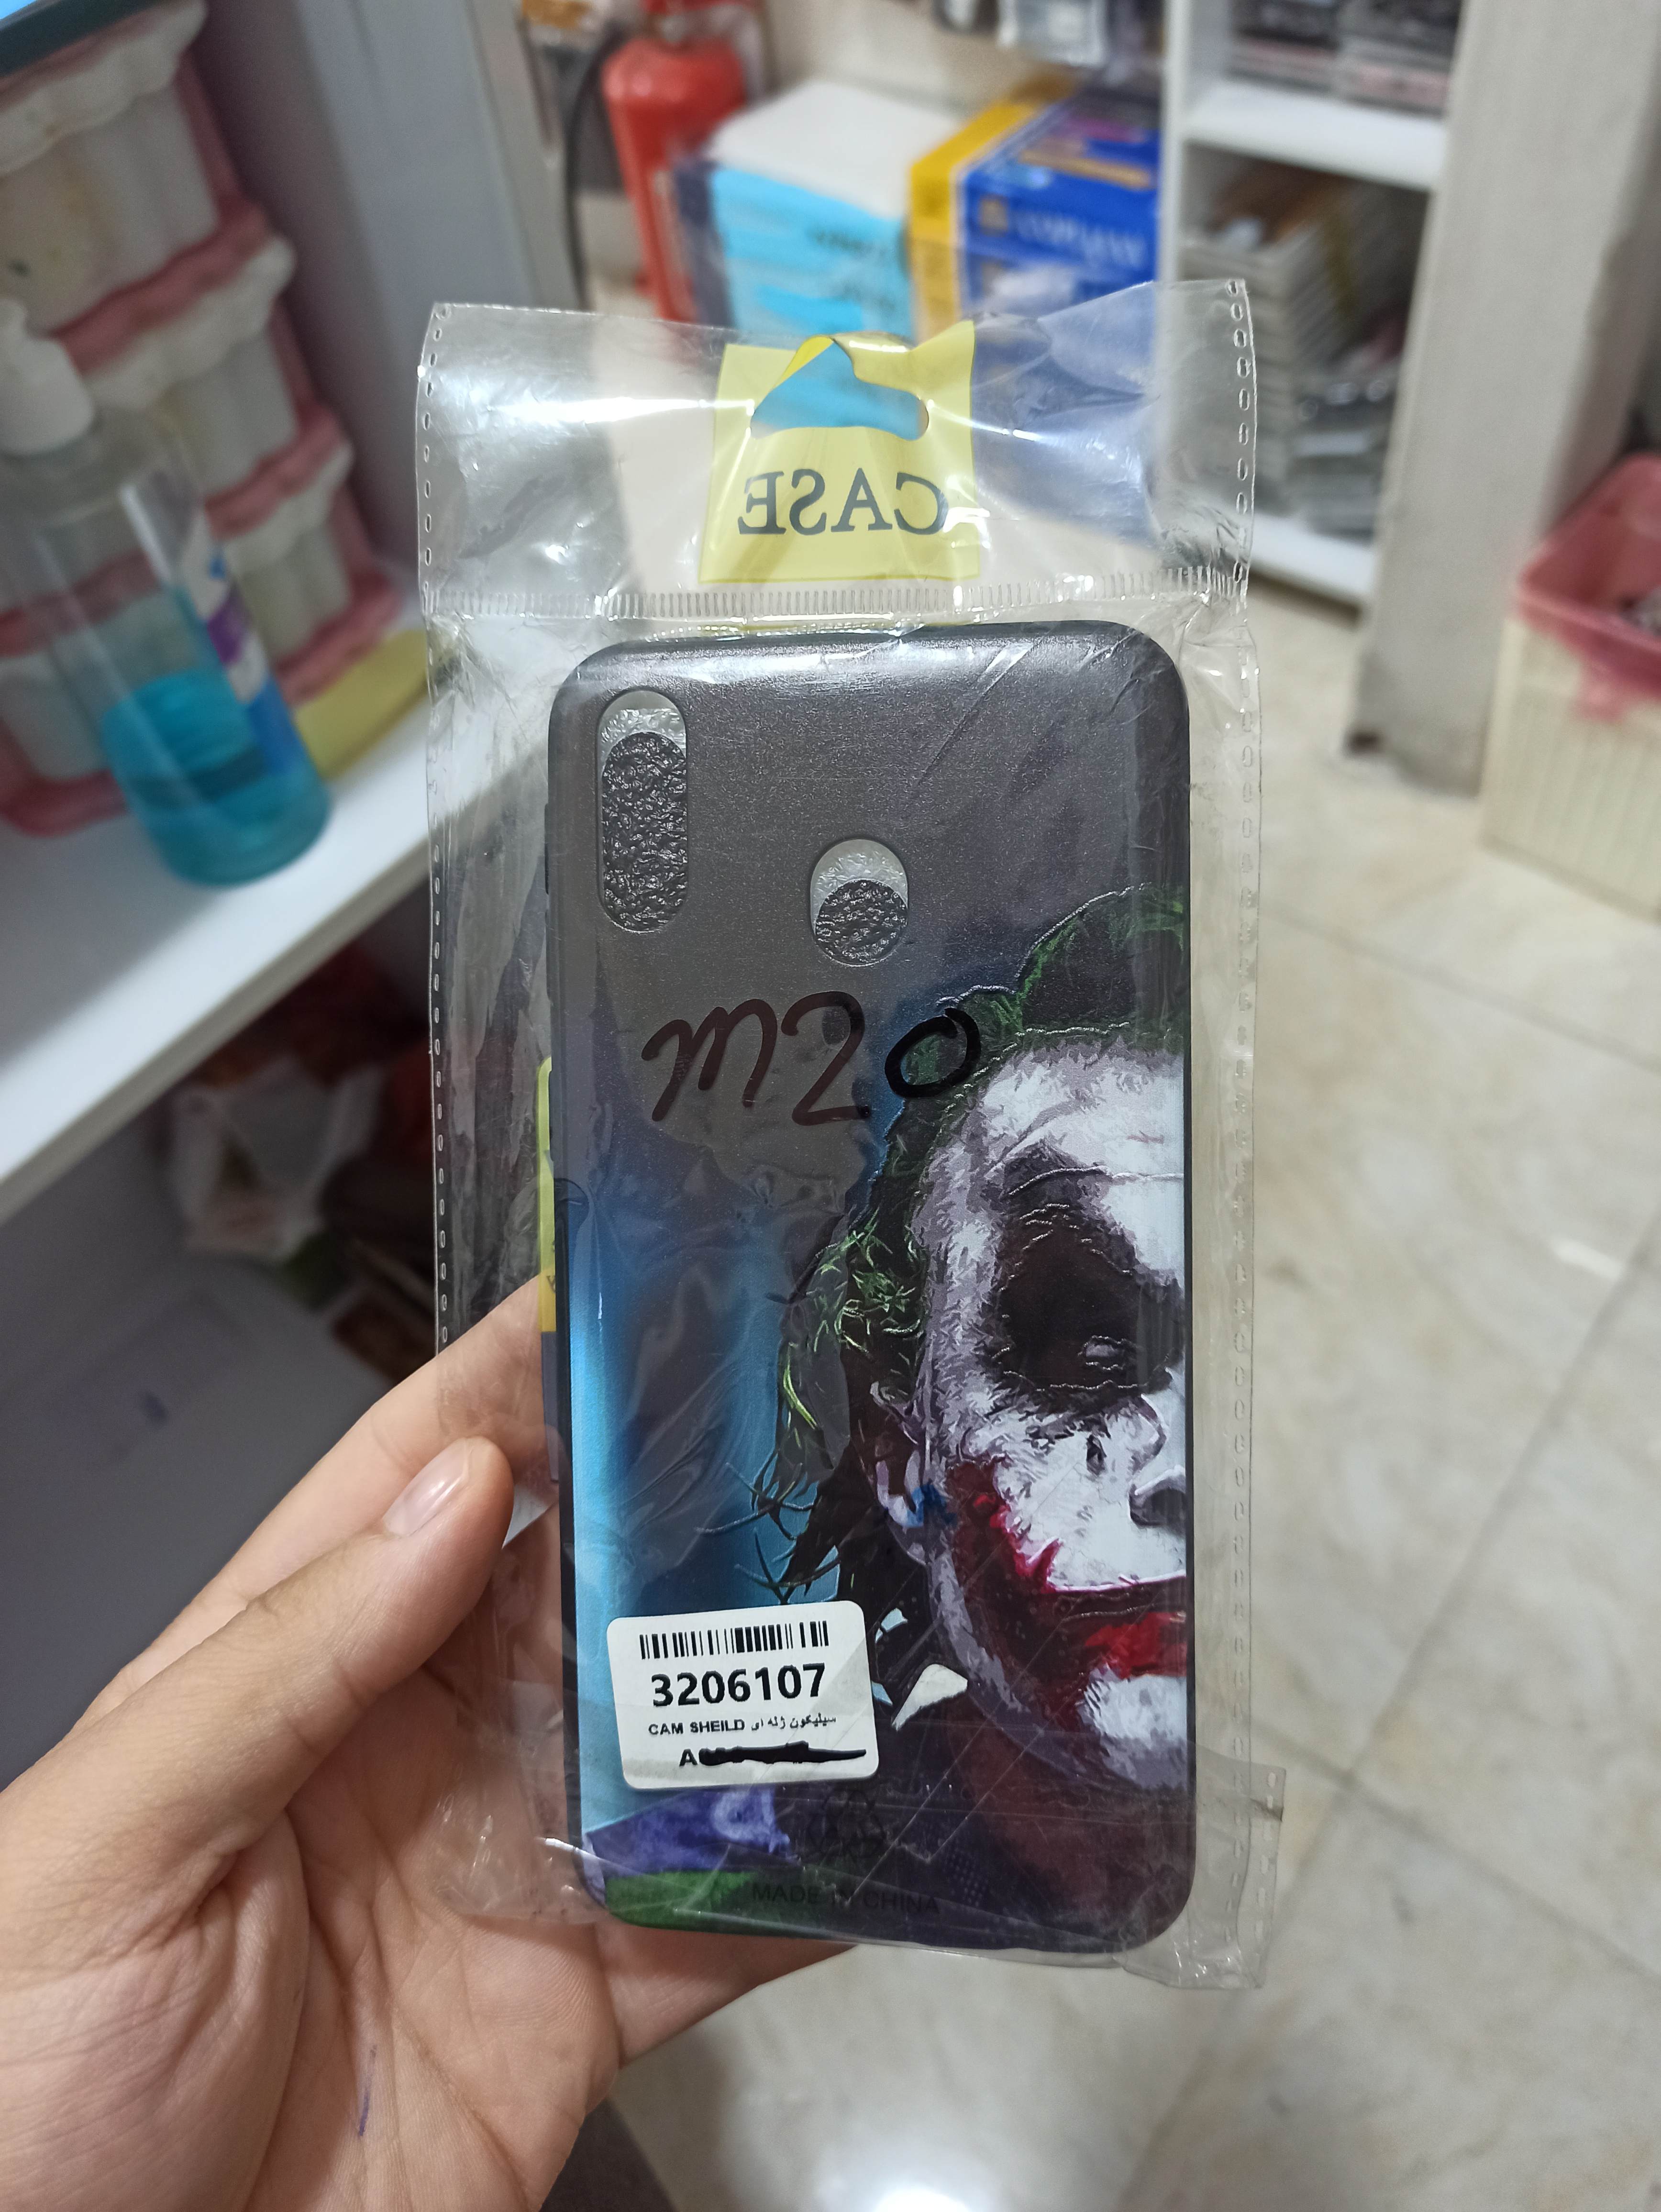 CASE
M20
3206107
CAM SHEILD سیلیکون ژله ای
A
MADE IN CHINA